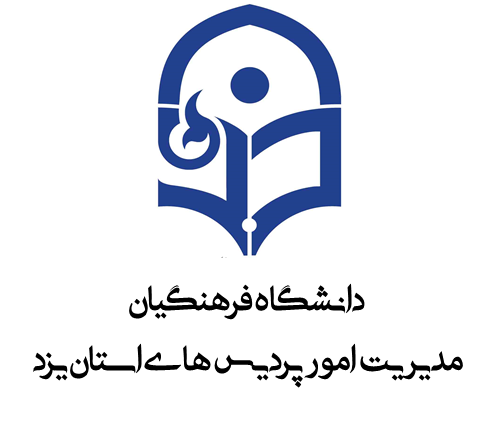 دانشگاه فرهنگیان
مدیریت امور پردیس های استان یزد